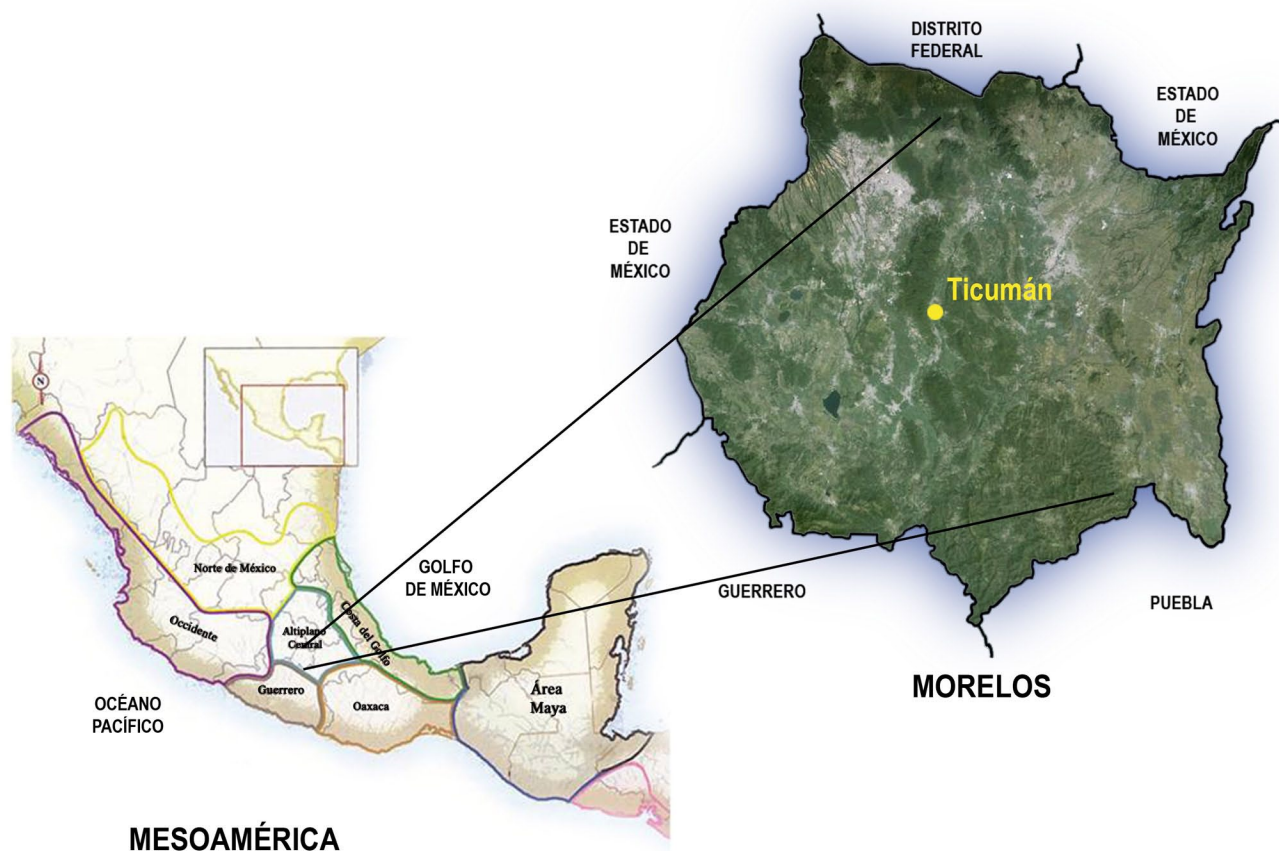 DISTRITO
FEDERAL
ESTADO
DE
MÉXICO
ESTADO
DE
MÉXICO
Ticumán
N
Norte de México
GOLFO
DE MÉXICO
GUERRERO
PUEBLA
Occidente
Altiplano
Central
Costa del Golfo
Guerrero
Oaxaca
Área
Maya
OCÉANO
PACÍFICO
MORELOS
MESOAMÉRICA